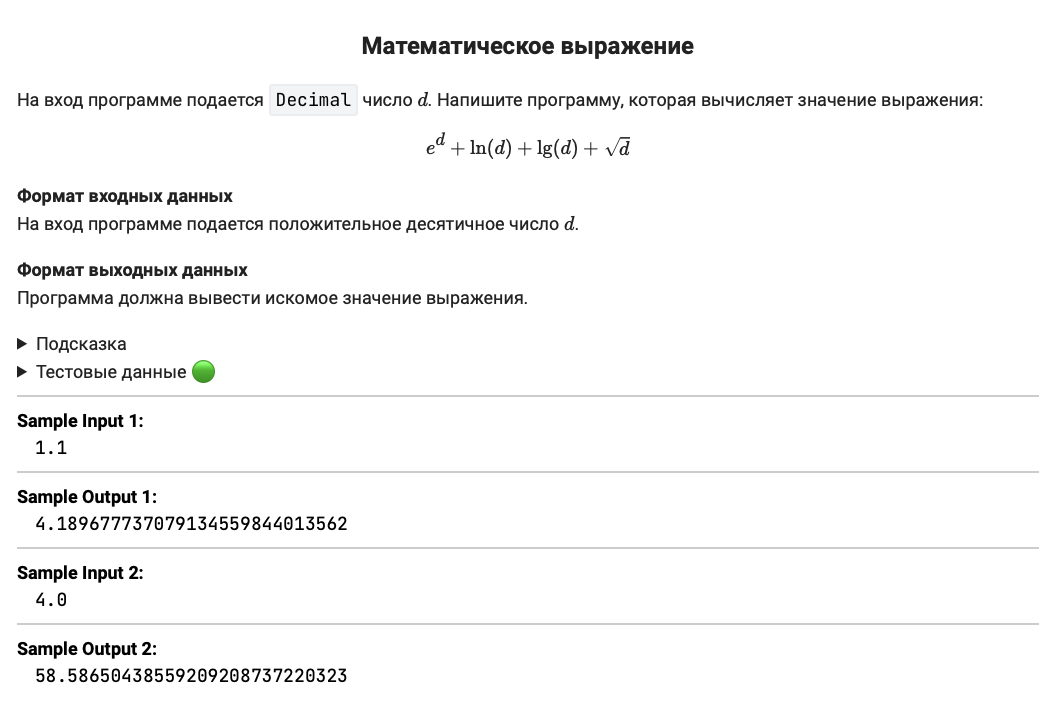 Математическое выражение
На вход программе подается Decimal число d. Напишите программу, которая вычисляет значение выражения:
e^d + ln(d) + lg(d) + √d
Формат входных данных
На вход программе подается положительное десятичное число d.
Формат выходных данных
Программа должна вывести искомое значение выражения.
▶ Подсказка
▶ Тестовые данные 🟢
Sample Input 1:
1.1
Sample Output 1:
4.189677737079134559844013562
Sample Input 2:
4.0
Sample Output 2:
58.58650438559209208737220323